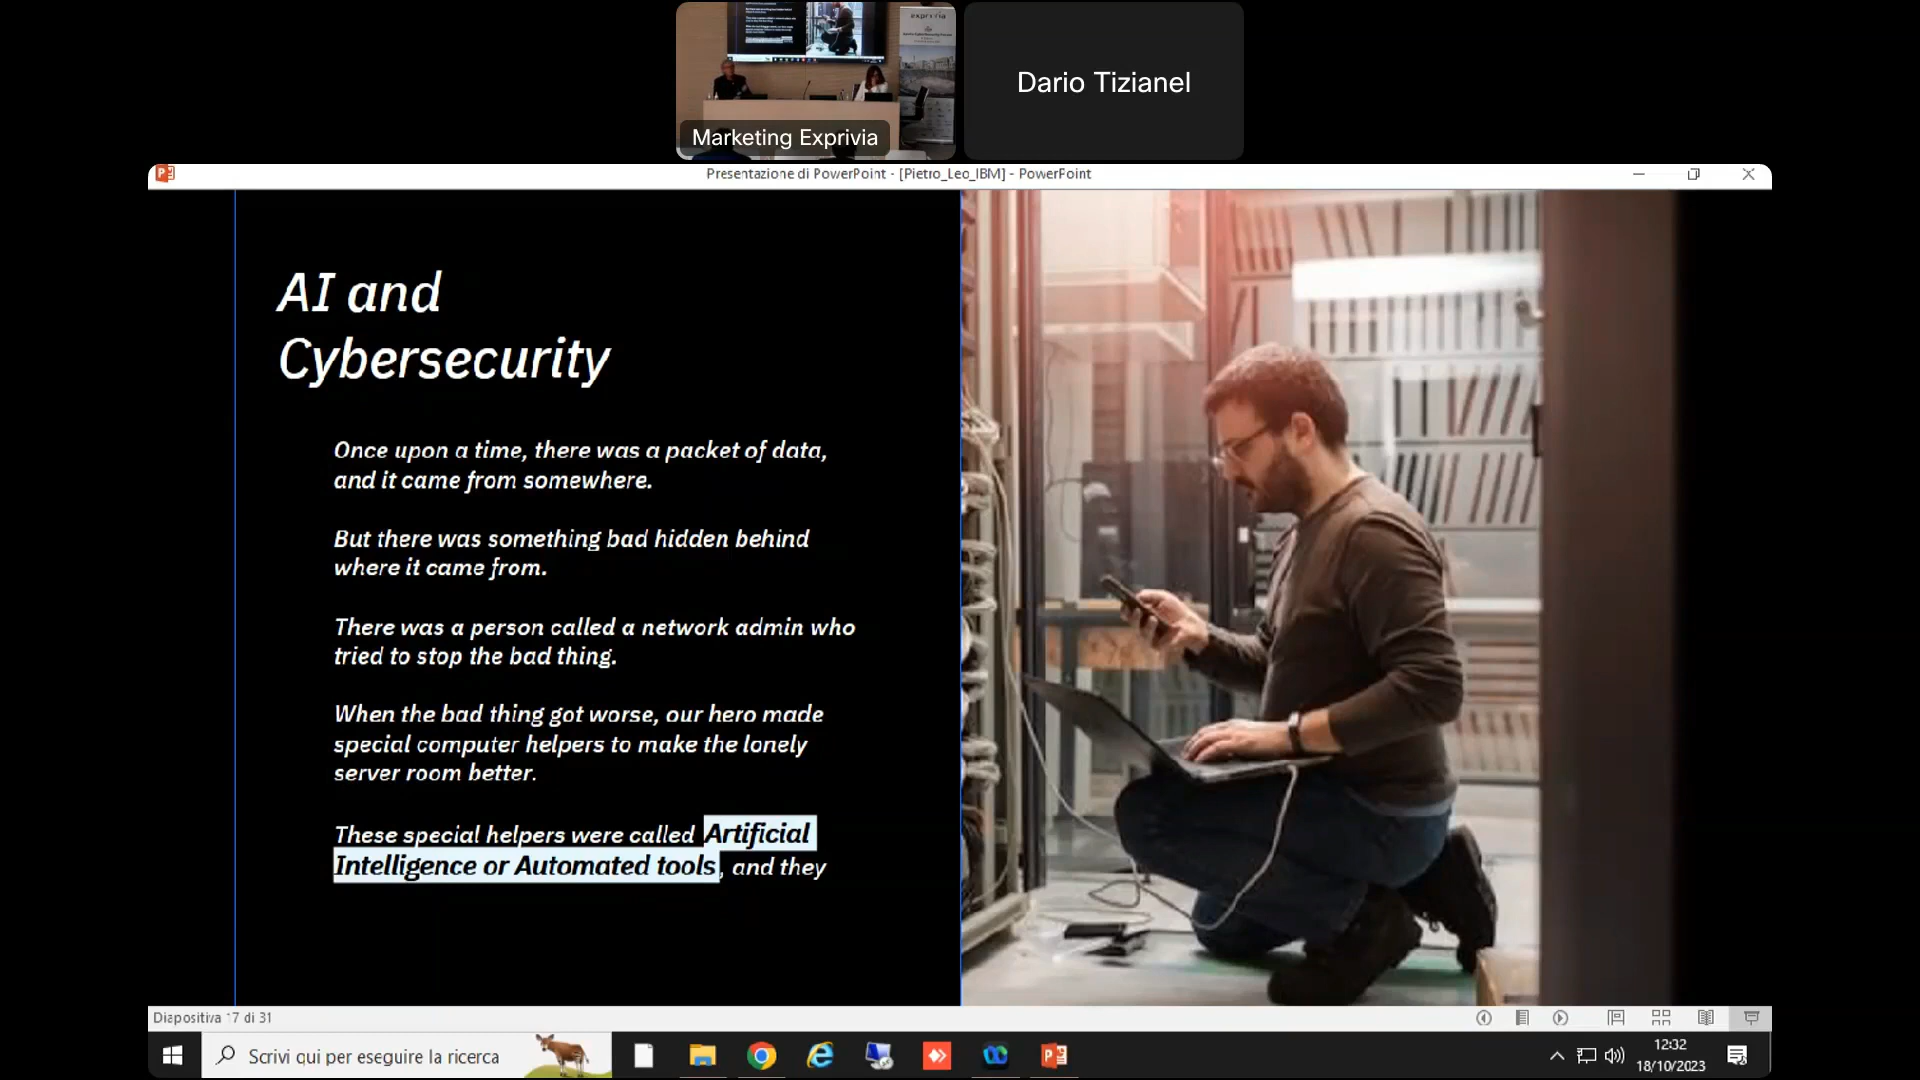 exprivia
Marketing Exprivia
Dario Tizianel
Presentazione di PowerPoint - [Pietro_Leo_IBM] - PowerPoint
AI and
Cybersecurity
Once upon a time, there was a packet of data,
and it came from somewhere.
But there was something bad hidden behind
where it came from.
There was a person called a network admin who
tried to stop the bad thing.
When the bad thing got worse, our hero made
special computer helpers to make the lonely
server room better.
These special helpers were called Artificial
Intelligence or Automated tools, and they
Diapositiva 17 di 31
Scrivi qui per eseguire la ricerca
12:32
18/10/2023